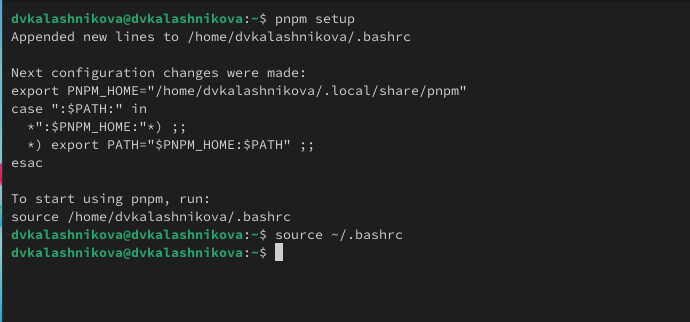 dvkalashnikova@dvkalashnikova:~$ pnpm setup
Appended new lines to /home/dvkalashnikova/.bashrc

Next configuration changes were made:
export PNPM_HOME="/home/dvkalashnikova/.local/share/pnpm"
case ":$PATH:" in
  *":$PNPM_HOME:"*) ;;
  *) export PATH="$PNPM_HOME:$PATH" ;;
esac

To start using pnpm, run:
source /home/dvkalashnikova/.bashrc
dvkalashnikova@dvkalashnikova:~$ source ~/.bashrc
dvkalashnikova@dvkalashnikova:~$